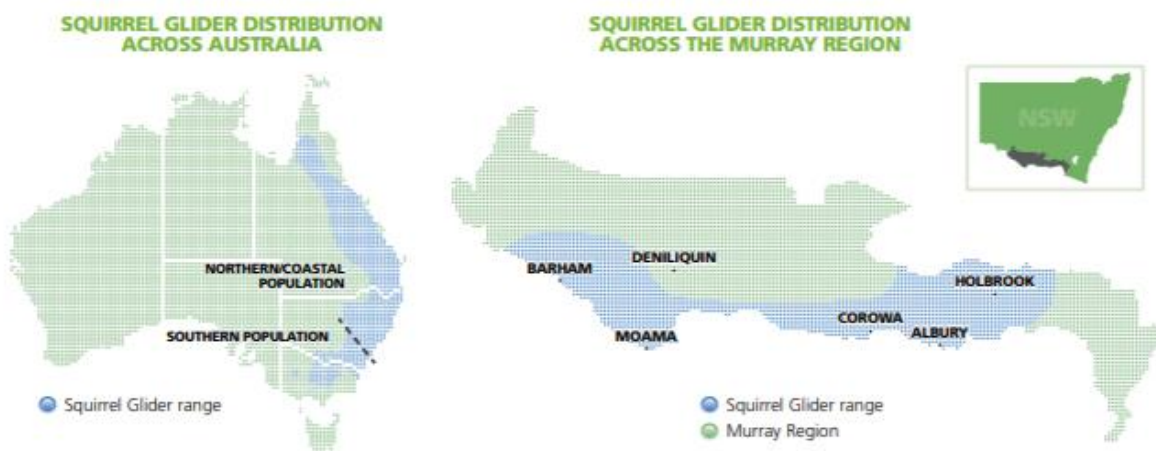 SQUIRREL GLIDER DISTRIBUTION
ACROSS AUSTRALIA
NORTHERN/COASTAL
POPULATION
SOUTHERN POPULATION
Squirrel Glider range
SQUIRREL GLIDER DISTRIBUTION
ACROSS THE MURRAY REGION
NSW
BARHAM
DENILIQUIN
HOLBROOK
COROWA
MOAMA
ALBURY
Squirrel Glider range
Murray Region